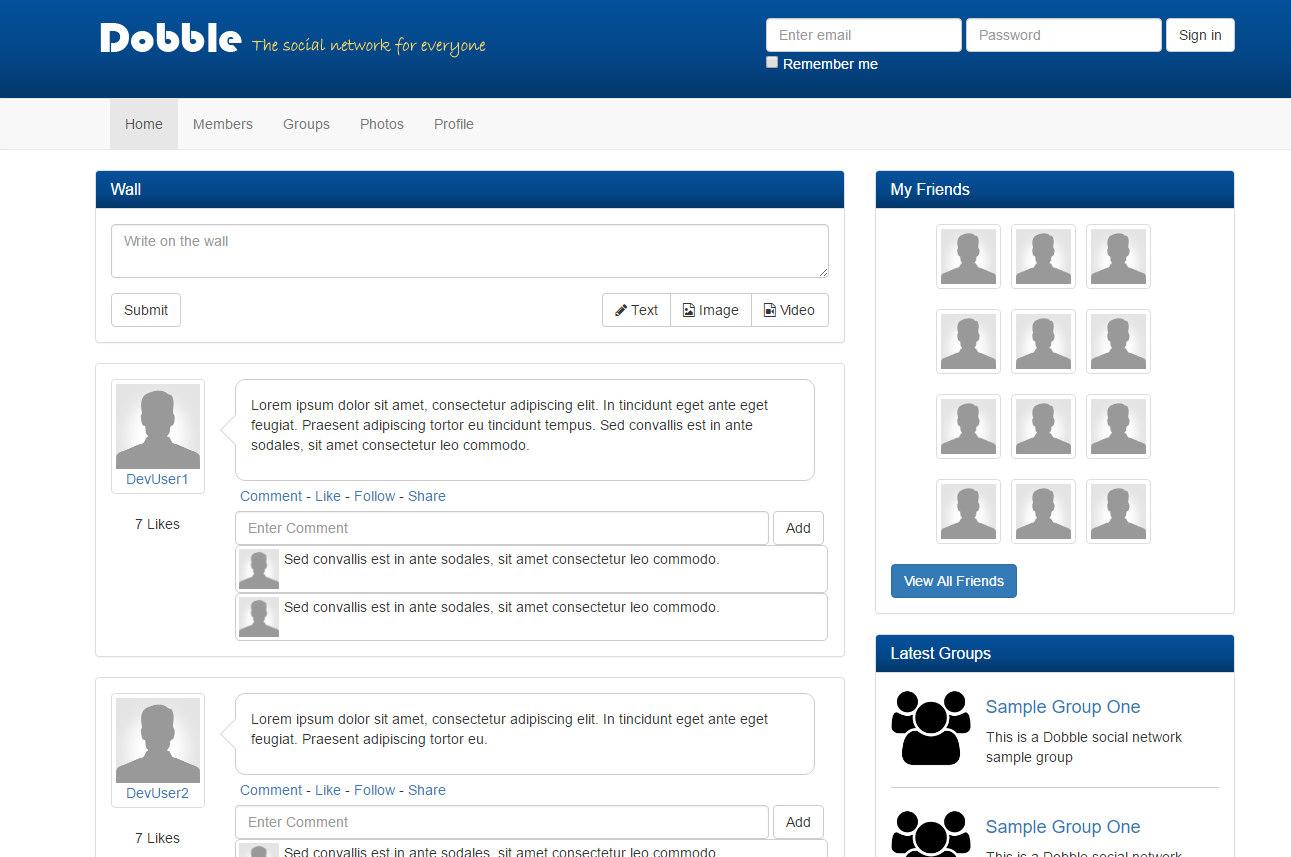 Dobble The social network for everyone
Enter email Password Sign in
Remember me
Home Members Groups Photos Profile
Wall
Write on the wall
Submit Text Image Video
Lorem ipsum dolor sit amet, consectetur adipiscing elit. In tincidunt eget ante eget
feugiat. Praesent adipiscing tortor eu tincidunt tempus. Sed convallis est in ante
sodales, sit amet consectetur leo commodo.
DevUser1
Comment - Like - Follow - Share
7 Likes
Enter Comment Add
Sed convallis est in ante sodales, sit amet consectetur leo commodo.
Sed convallis est in ante sodales, sit amet consectetur leo commodo.
Lorem ipsum dolor sit amet, consectetur adipiscing elit. In tincidunt eget ante eget
feugiat. Praesent adipiscing tortor eu.
DevUser2
Comment - Like - Follow - Share
7 Likes
Enter Comment Add
Sed convallis est in ante sodales, sit amet consectetur leo commodo.
My Friends
View All Friends
Latest Groups
Sample Group One
This is a Dobble social network
sample group
Sample Group One
This is a Dobble social network